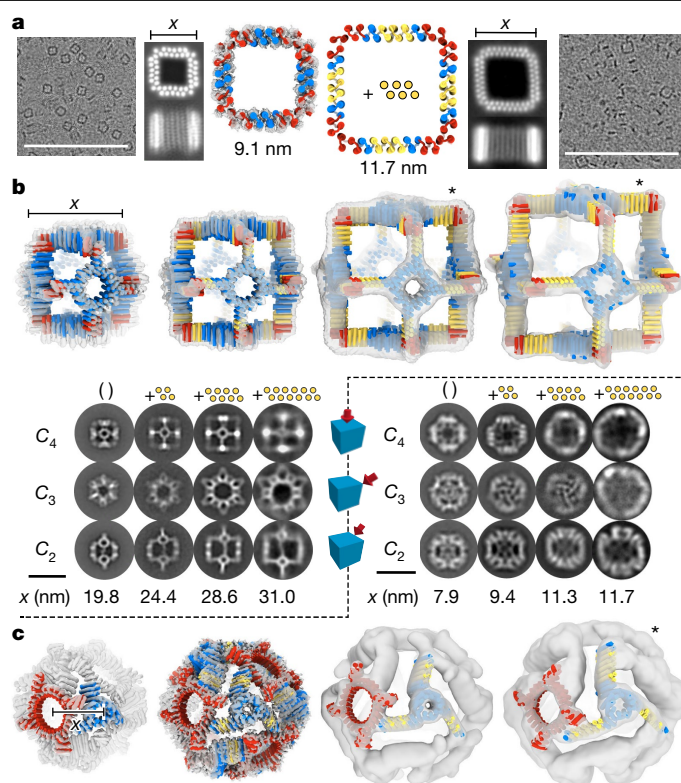 a
x
x
+
9.1 nm
11.7 nm
b
x
*
*
( )
+
+
+
( )
+
+
+
C4
C4
C3
C3
C2
C2
x (nm) 19.8 24.4 28.6 31.0
x (nm) 7.9 9.4 11.3 11.7
c
*
x